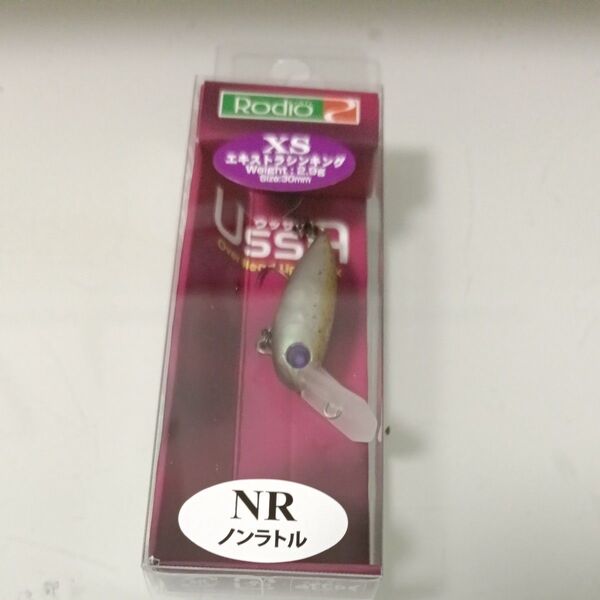 Rodio
XS
エキストラシンキング
Weight : 2.9g
Size:30mm
ウッサ
USSA
NR
ノンラトル